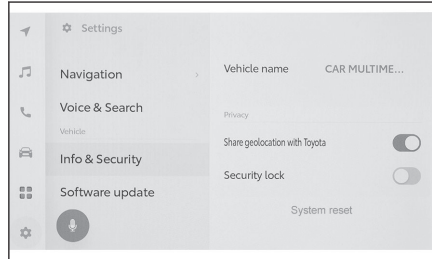 Settings
Navigation
Voice & Search
Vehicle
Info & Security
Software update
Vehicle name CAR MULTIME...
Privacy
Share geolocation with Toyota
Security lock
System reset